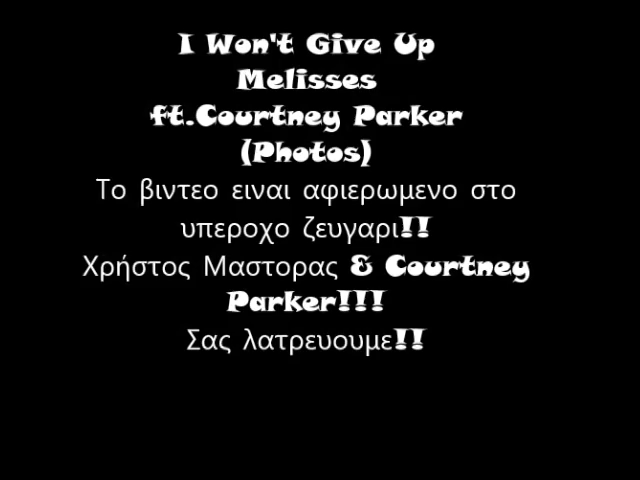 I Won't Give Up
Melisses
ft.Courtney Parker
(Photos)
Το βιντεο ειναι αφιερωμενο στο
υπεροχο ζευγαρι!!
Χρήστος Μαστορας & Courtney
Parker!!!
Σας λατρευουμε!!